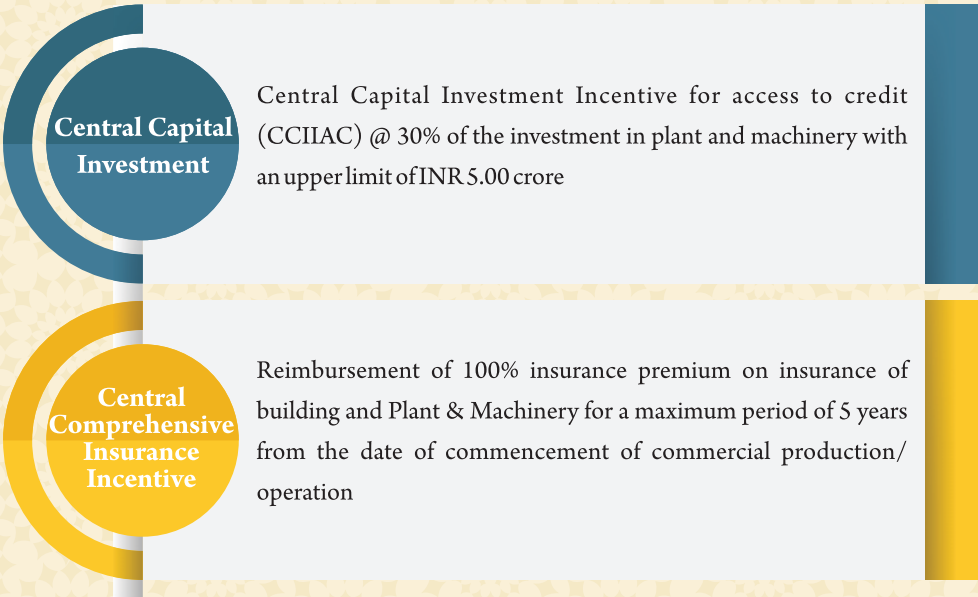 Central Capital
Investment
Central Capital Investment Incentive for access to credit
(CCIIAC) @ 30% of the investment in plant and machinery with
an upper limit of INR 5.00 crore
Central
Comprehensive
Insurance
Incentive
Reimbursement of 100% insurance premium on insurance of
building and Plant & Machinery for a maximum period of 5 years
from the date of commencement of commercial production/
operation